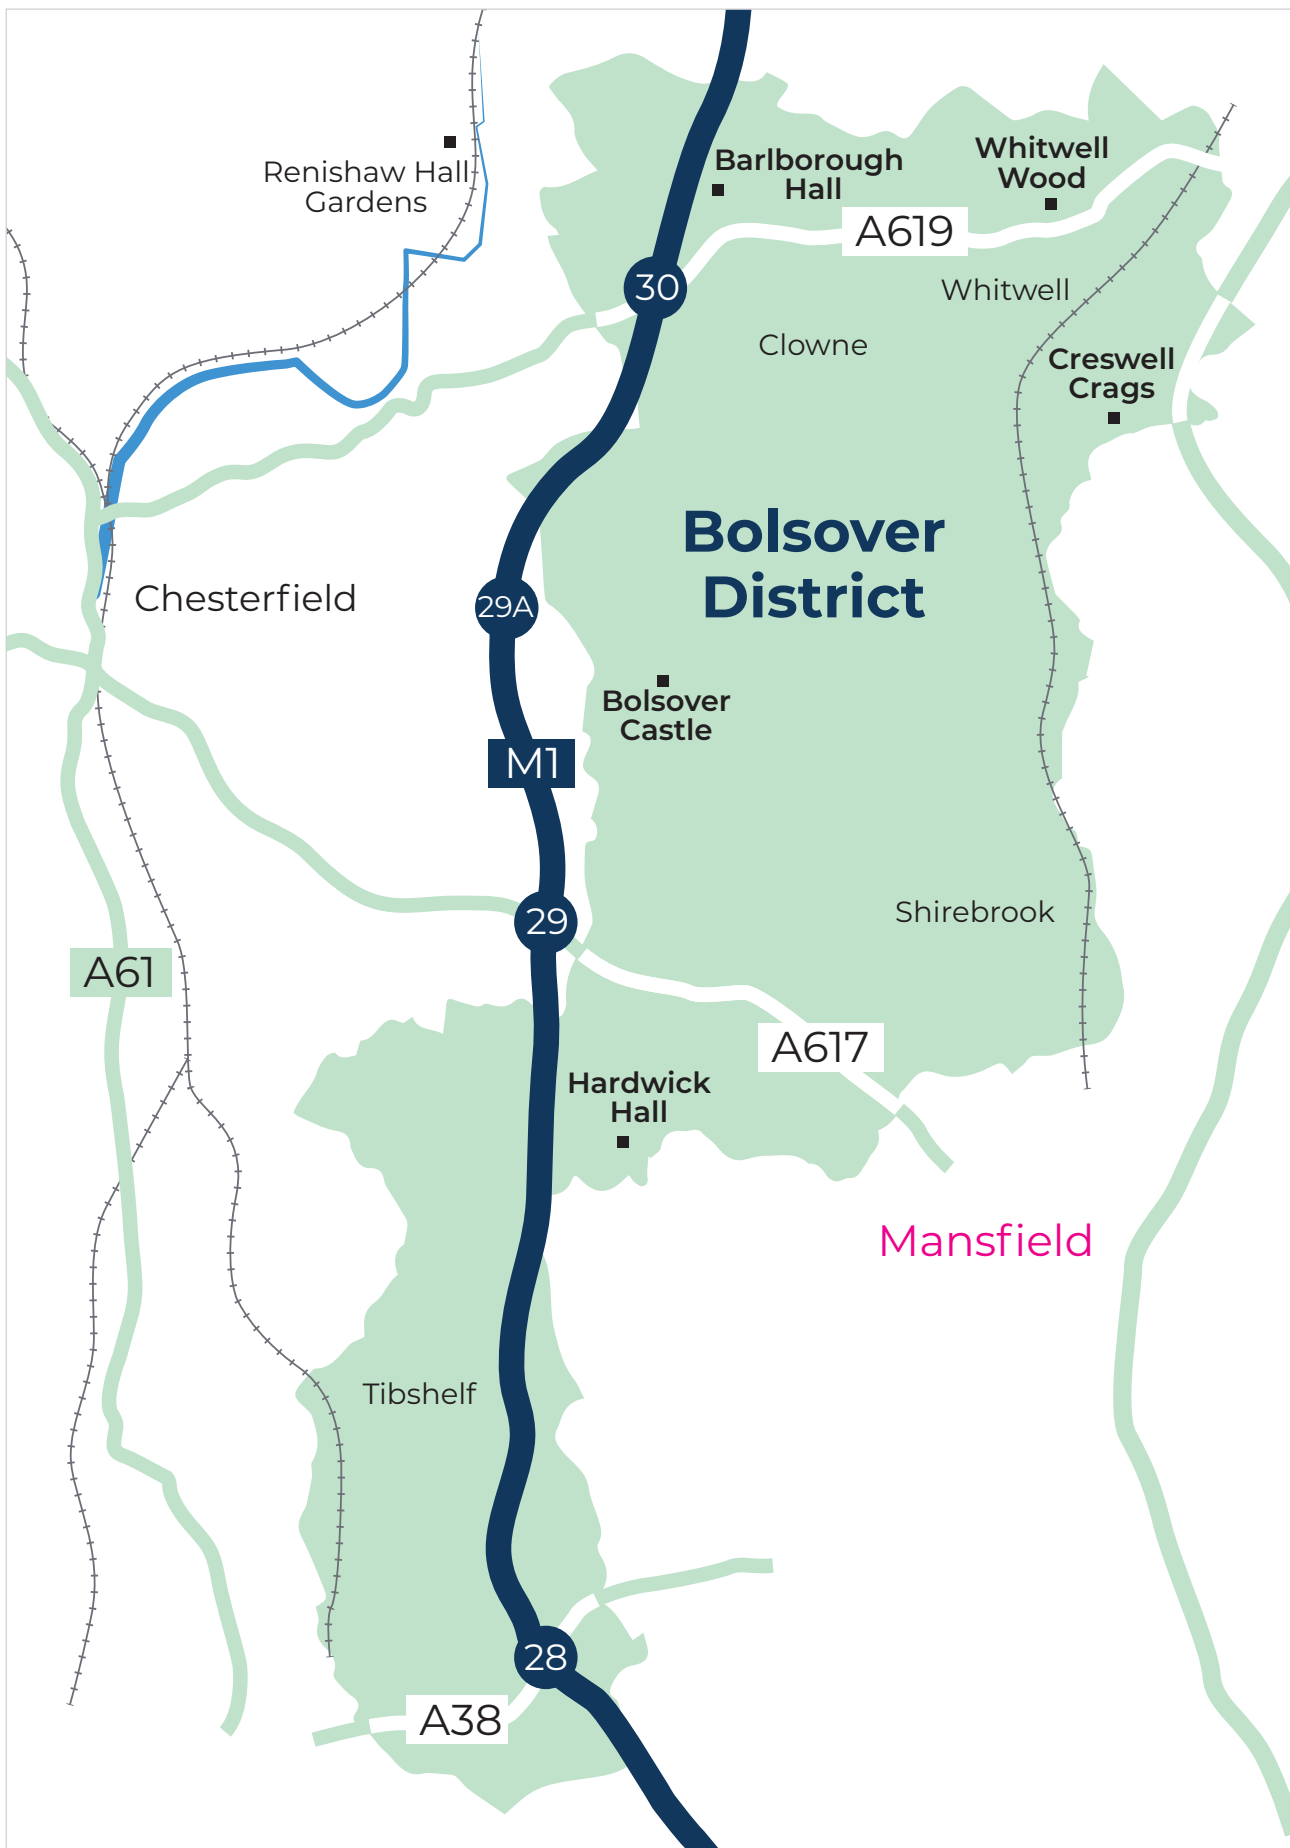 Renishaw Hall
Gardens
Barlborough
Hall
Whitwell
Wood
A619
30
Whitwell
Clowne
Creswell
Crags
Bolsover
District
Chesterfield
29A
Bolsover
Castle
M1
Shirebrook
29
A61
A617
Hardwick
Hall
Mansfield
Tibshelf
28
A38